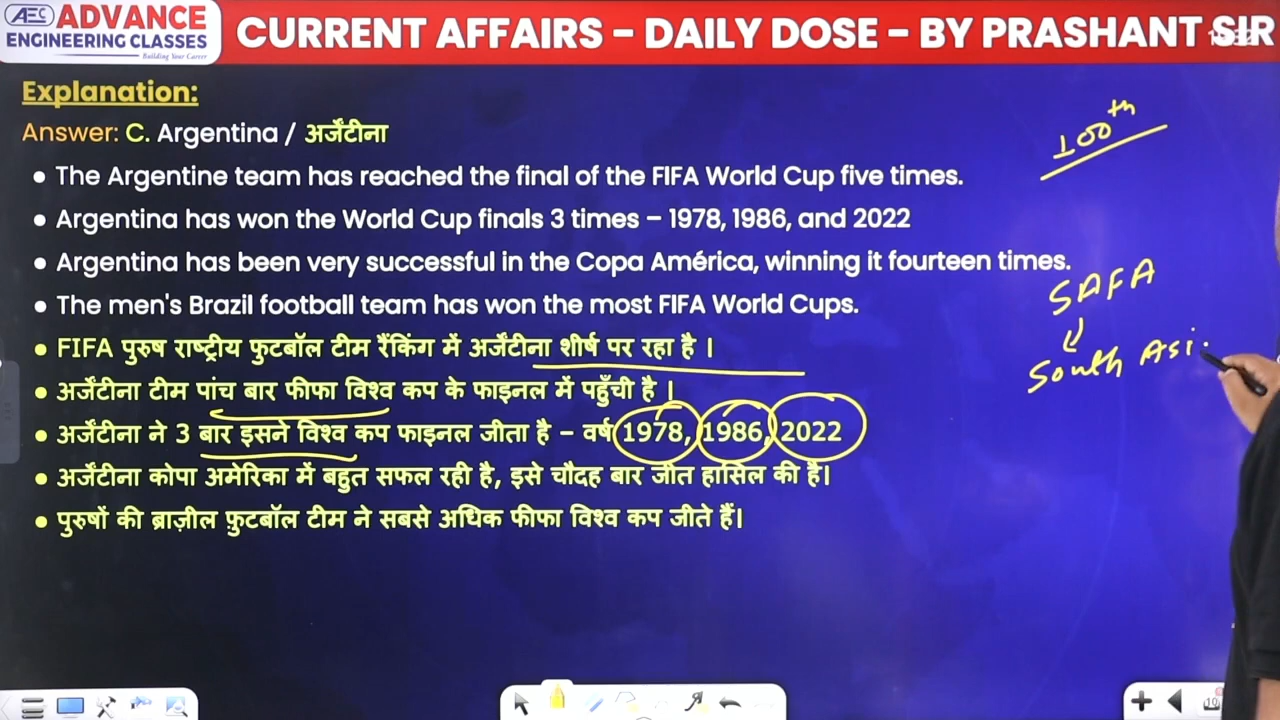 AEC ADVANCE
ENGINEERING CLASSES
Building Your Career
CURRENT AFFAIRS – DAILY DOSE – BY PRASHANT SIR
Explanation:
Answer: C. Argentina / अर्जेंटीना
100th
• The Argentine team has reached the final of the FIFA World Cup five times.
• Argentina has won the World Cup finals 3 times – 1978, 1986, and 2022
• Argentina has been very successful in the Copa América, winning it fourteen times.
SAFA
• The men's Brazil football team has won the most FIFA World Cups.
• FIFA पुरुष राष्ट्रीय फुटबॉल टीम रैंकिंग में अर्जेंटीना शीर्ष पर रहा है ।
South Asi
• अर्जेंटीना टीम पांच बार फीफा विश्व कप के फाइनल में पहुँची है ।
• अर्जेंटीना ने 3 बार इसने विश्व कप फाइनल जीता है – वर्ष 1978, 1986, 2022
• अर्जेंटीना कोपा अमेरिका में बहुत सफल रही है, इसे चौदह बार जीत हासिल की है।
• पुरुषों की ब्राज़ील फ़ुटबॉल टीम ने सबसे अधिक फीफा विश्व कप जीते हैं।